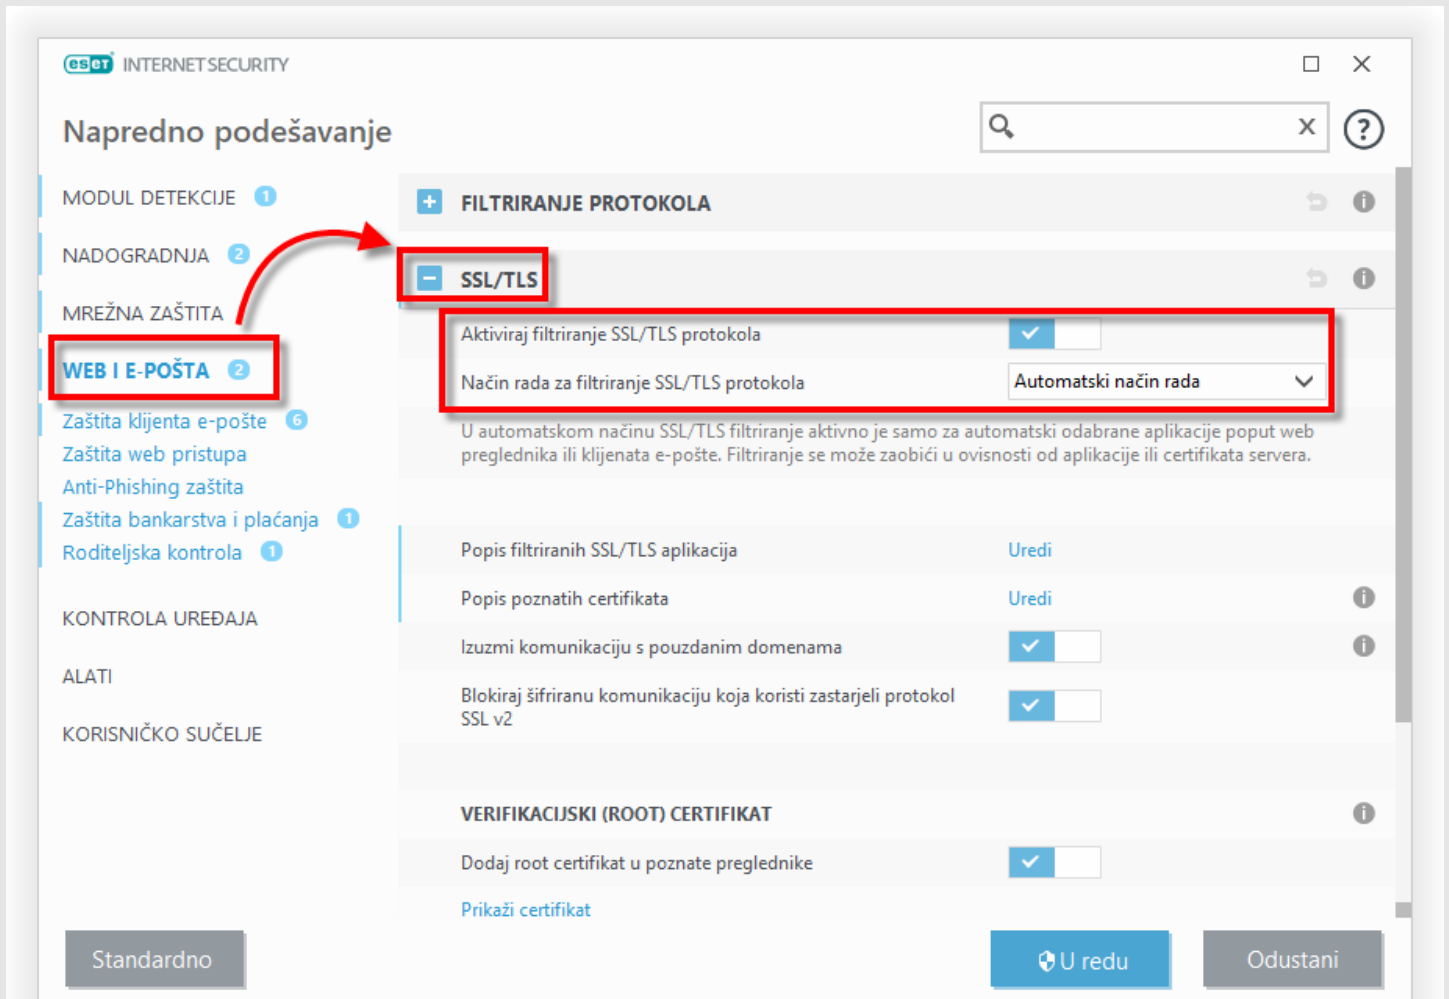 eset INTERNET SECURITY
Napredno podešavanje
MODUL DETEKCIJE 1
NADOGRADNJA 2
MREŽNA ZAŠTITA
WEB I E-POŠTA 2
Zaštita klijenta e-pošte 6
Zaštita web pristupa
Anti-Phishing zaštita
Zaštita bankarstva i plaćanja 1
Roditeljska kontrola 1
KONTROLA UREĐAJA
ALATI
KORISNIČKO SUČELJE
FILTRIRANJE PROTOKOLA
SSL/TLS
Aktiviraj filtriranje SSL/TLS protokola
Način rada za filtriranje SSL/TLS protokola
Automatski način rada
U automatskom načinu SSL/TLS filtriranje aktivno je samo za automatski odabrane aplikacije poput web
preglednika ili klijenata e-pošte. Filtriranje se može zaobići u ovisnosti od aplikacije ili certifikata servera.
Popis filtriranih SSL/TLS aplikacija
Uredi
Popis poznatih certifikata
Uredi
Izuzmi komunikaciju s pouzdanim domenama
Blokiraj šifriranu komunikaciju koja koristi zastarjeli protokol
SSL v2
VERIFIKACIJSKI (ROOT) CERTIFIKAT
Dodaj root certifikat u poznate preglednike
Prikaži certifikat
Standardno
U redu
Odustani